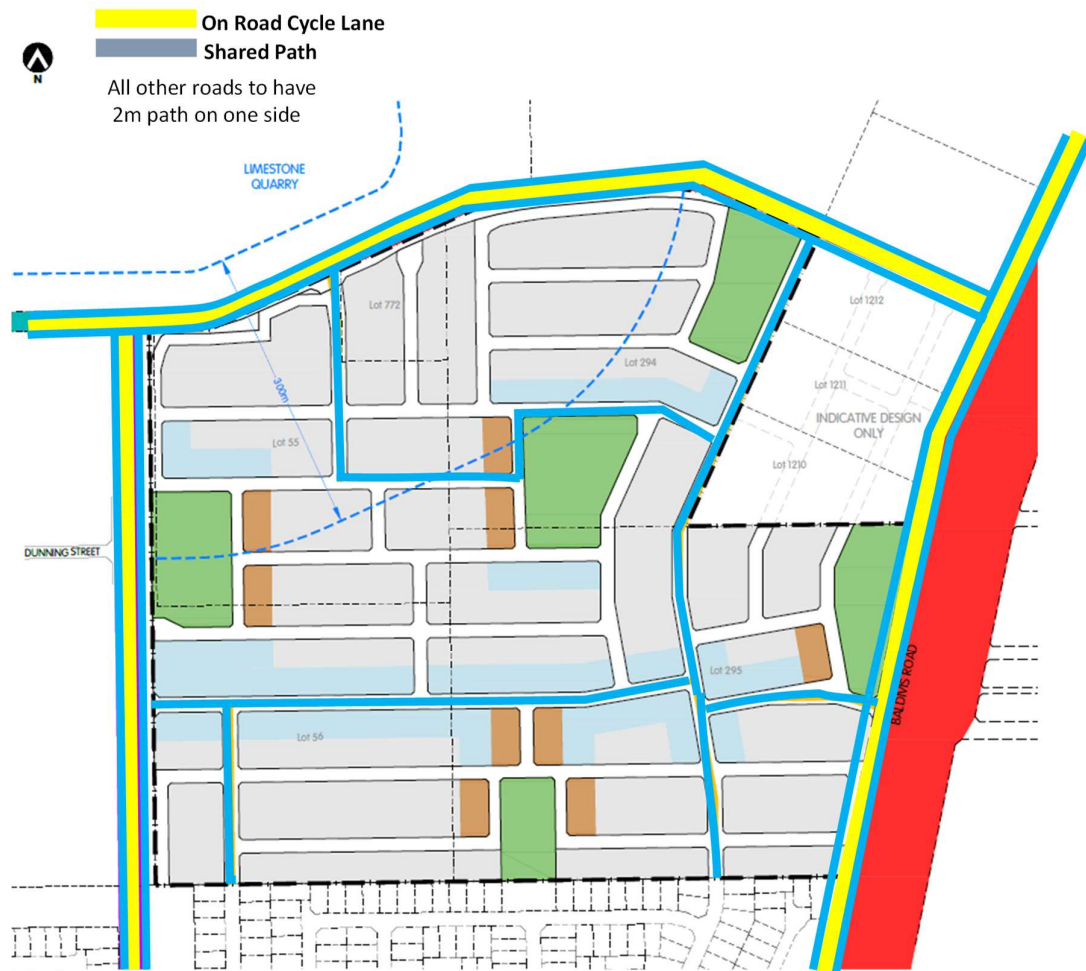 On Road Cycle Lane
Shared Path
N
All other roads to have
2m path on one side
LIMESTONE
QUARRY
Lot 1212
Lot 772
Lot 294
300m
Lot 1211
INDICATIVE DESIGN
ONLY
Lot 55
Lot 1210
DUNNING STREET
Lot 295
BALDIVIS ROAD
Lot 56